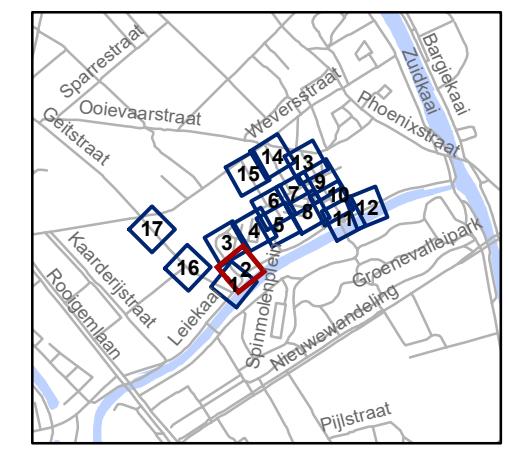 Sparrestraat
Ooievaarstraat
Geitstraat
Weversstraat
Zuidkaai
Bargiekaai
Phoenixstraat
14
13
15
9
7
10
6
12
8
11
5
4
3
17
16
2
1
Kaarderijstraat
Rooigemlaan
Leiekaai
Spinmolenplein
Groenevalleipark
Nieuwewandeling
Pijlstraat